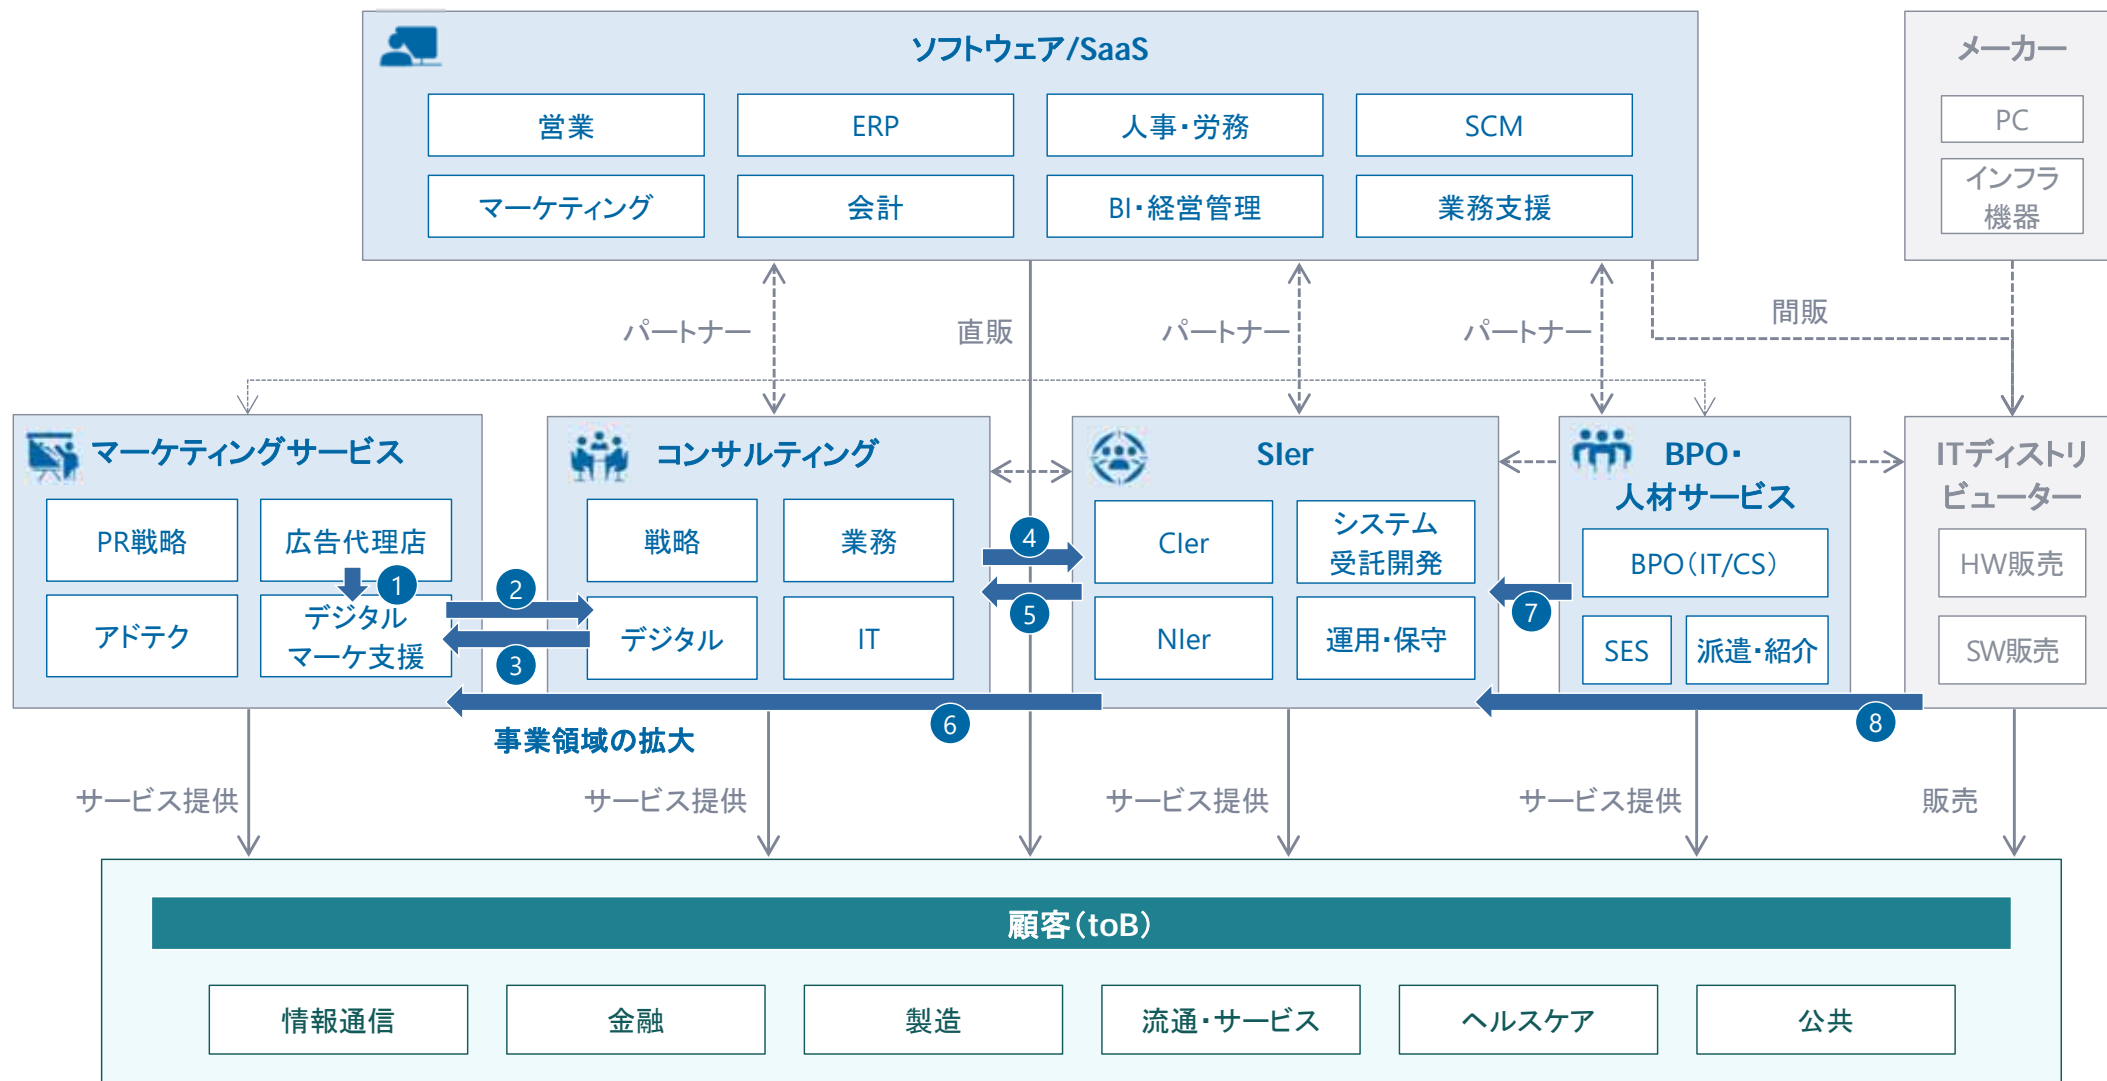 ソフトウェア/SaaS
営業
ERP
人事・労務
SCM
マーケティング
会計
BI・経営管理
業務支援
メーカー
PC
インフラ
機器
パートナー
直販
パートナー
パートナー
間販
マーケティングサービス
PR戦略
広告代理店
アドテク
デジタル
マーケ支援
コンサルティング
戦略
業務
デジタル
IT
SIer
CIer
システム
受託開発
NIer
運用・保守
BPO・
人材サービス
BPO（IT/CS）
SES
派遣・紹介
ITディストリ
ビューター
HW販売
SW販売
1
2
3
4
5
6
7
8
事業領域の拡大
サービス提供
サービス提供
サービス提供
サービス提供
販売
顧客（toB）
情報通信
金融
製造
流通・サービス
ヘルスケア
公共